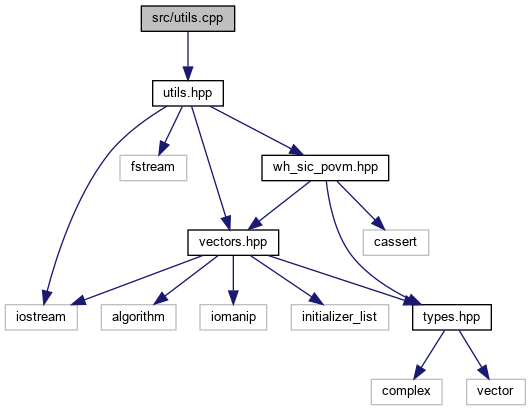 src/utils.cpp
utils.hpp
fstream
wh_sic_povm.hpp
vectors.hpp
cassert
iostream
algorithm
iomanip
initializer_list
types.hpp
complex
vector